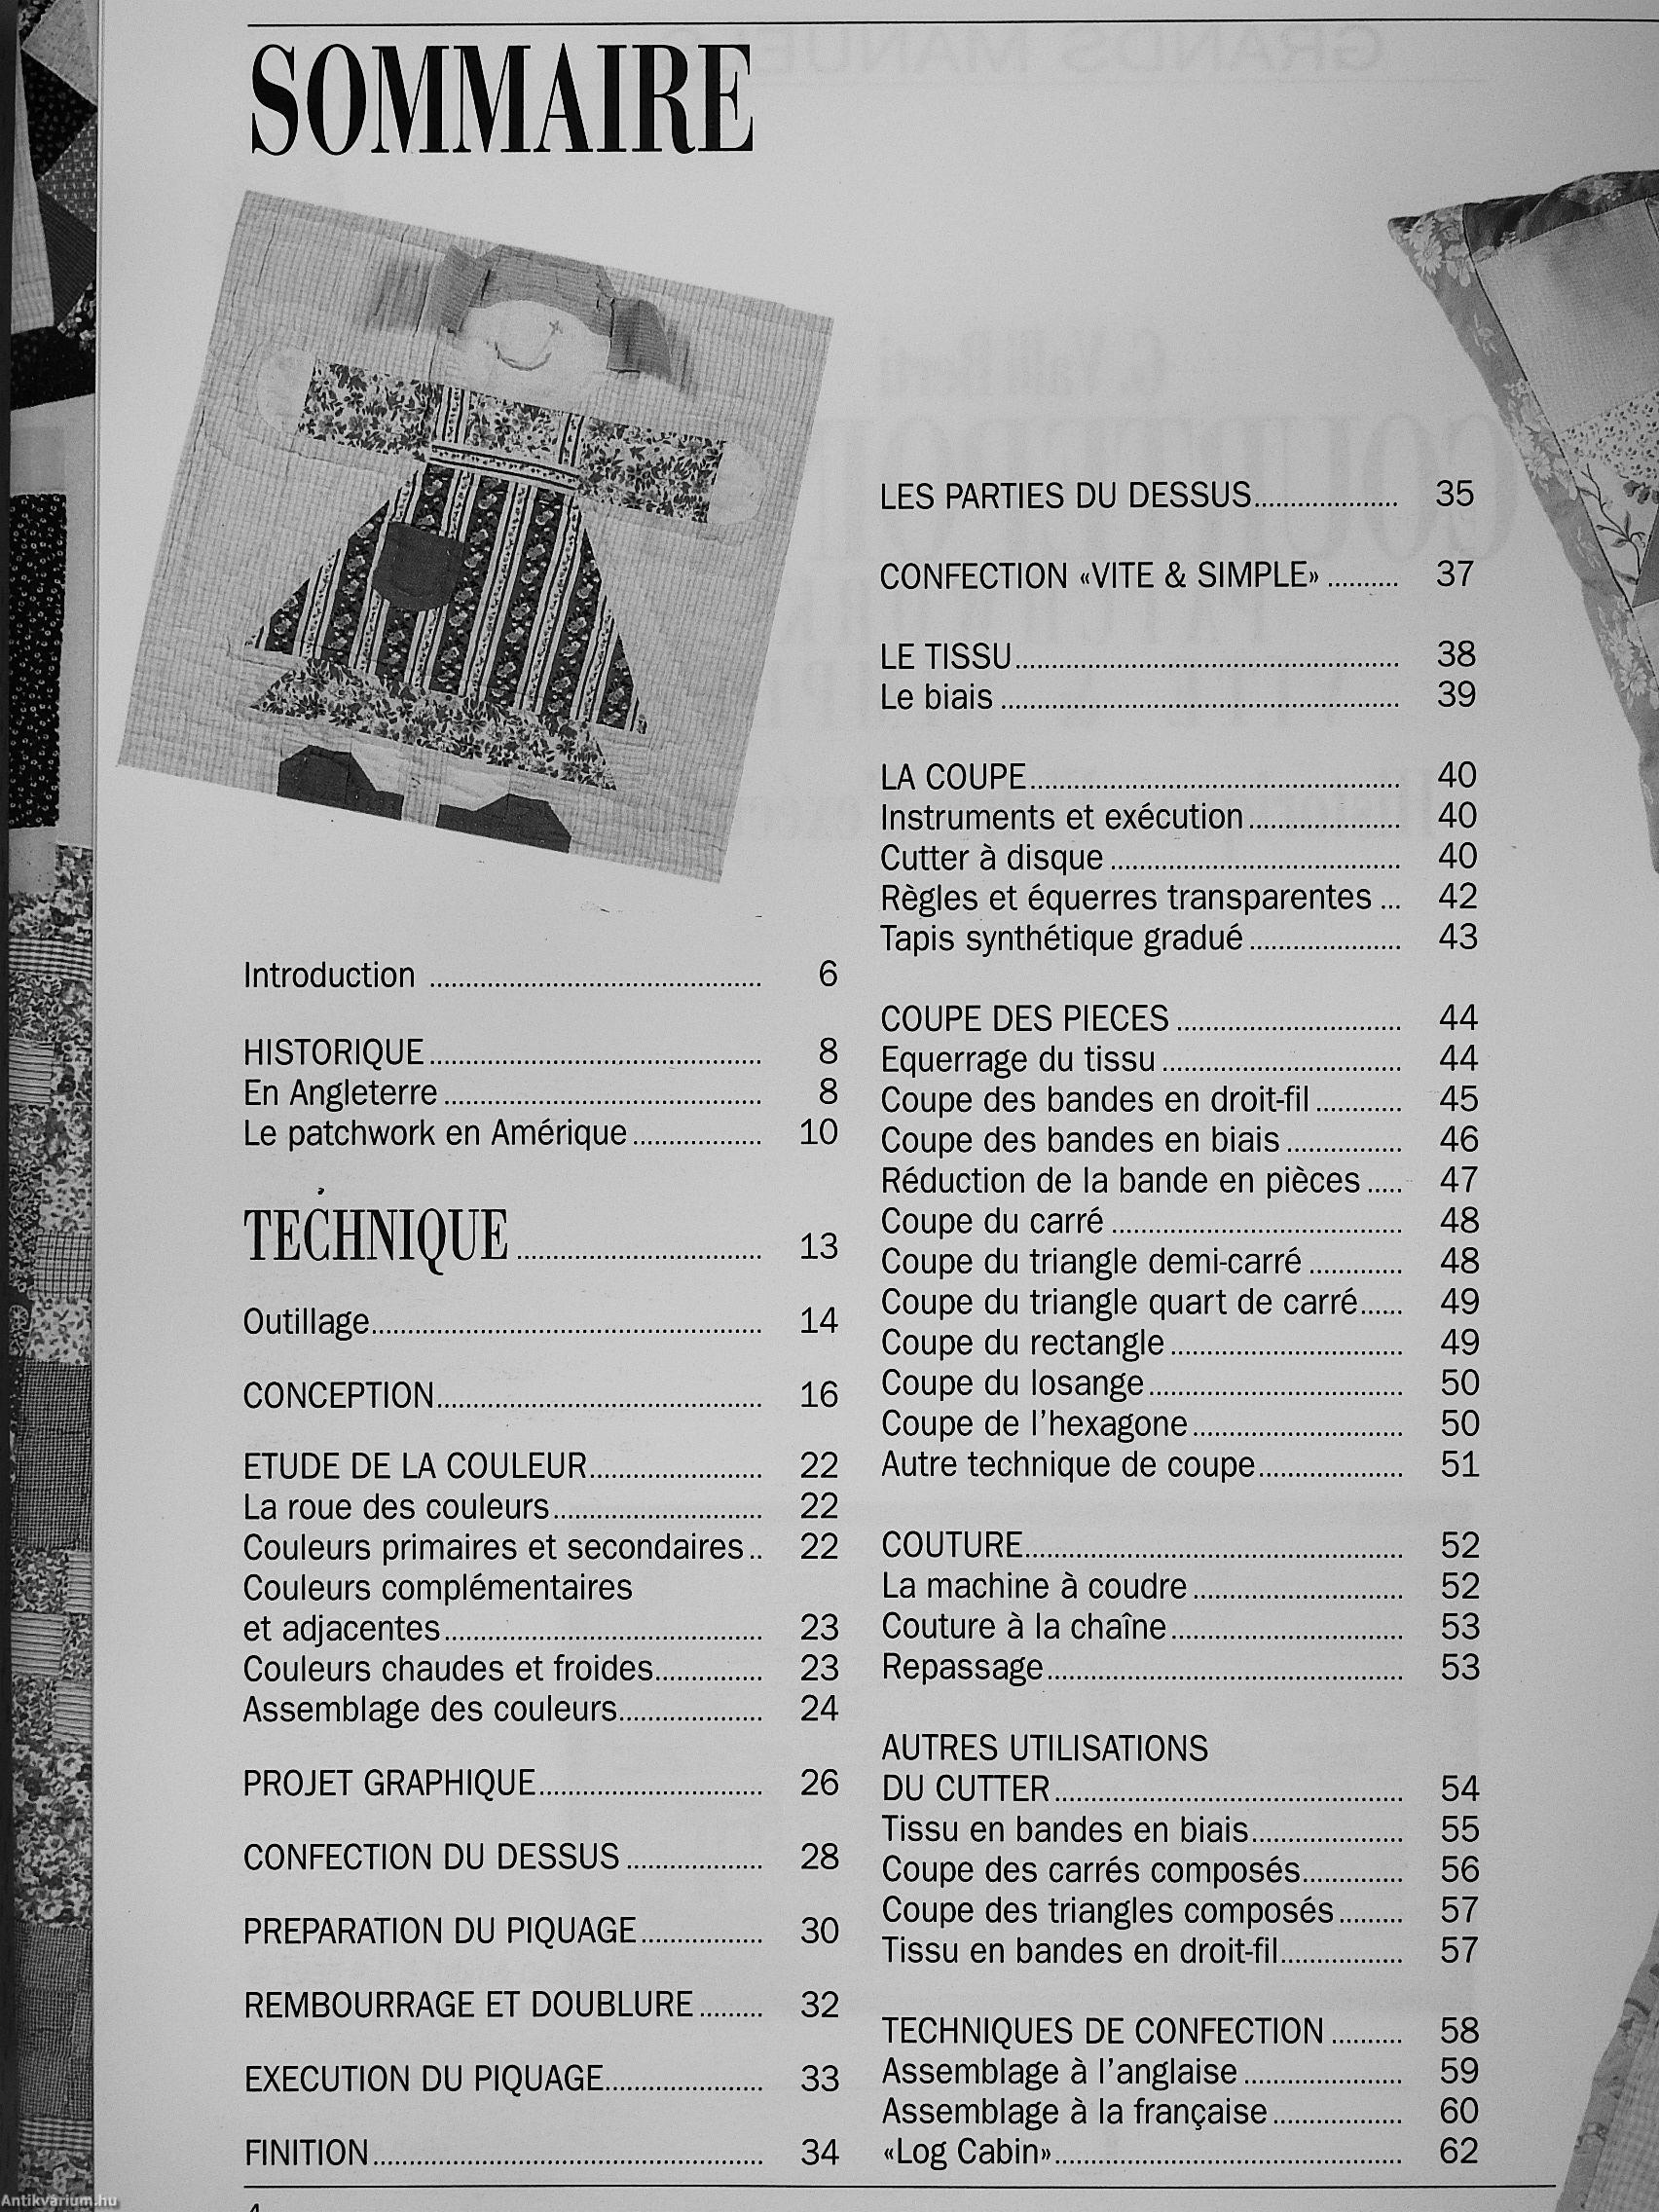 SOMMAIRE
Introduction ........ 6
HISTORIQUE ........ 8
En Angleterre ........ 8
Le patchwork en Amérique ........ 10
TECHNIQUE ........ 13
Outillage ........ 14
CONCEPTION ........ 16
ETUDE DE LA COULEUR ........ 22
La roue des couleurs ........ 22
Couleurs primaires et secondaires .. 22
Couleurs complémentaires
et adjacentes ........ 23
Couleurs chaudes et froides ........ 23
Assemblage des couleurs ........ 24
PROJET GRAPHIQUE ........ 26
CONFECTION DU DESSUS ........ 28
PREPARATION DU PIQUAGE ........ 30
REMBOURRAGE ET DOUBLURE ........ 32
EXECUTION DU PIQUAGE ........ 33
FINITION ........ 34
LES PARTIES DU DESSUS ........ 35
CONFECTION «VITE & SIMPLE» ........ 37
LE TISSU ........ 38
Le biais ........ 39
LA COUPE ........ 40
Instruments et exécution ........ 40
Cutter à disque ........ 40
Règles et équerres transparentes ... 42
Tapis synthétique gradué ........ 43
COUPE DES PIECES ........ 44
Equerrage du tissu ........ 44
Coupe des bandes en droit-fil ........ 45
Coupe des bandes en biais ........ 46
Réduction de la bande en pièces ..... 47
Coupe du carré ........ 48
Coupe du triangle demi-carré ........ 48
Coupe du triangle quart de carré ...... 49
Coupe du rectangle ........ 49
Coupe du losange ........ 50
Coupe de l'hexagone ........ 50
Autre technique de coupe ........ 51
COUTURE ........ 52
La machine à coudre ........ 52
Couture à la chaîne ........ 53
Repassage ........ 53
AUTRES UTILISATIONS
DU CUTTER ........ 54
Tissu en bandes en biais ........ 55
Coupe des carrés composés ........ 56
Coupe des triangles composés ........ 57
Tissu en bandes en droit-fil ........ 57
TECHNIQUES DE CONFECTION ........ 58
Assemblage à l'anglaise ........ 59
Assemblage à la française ........ 60
«Log Cabin» ........ 62
Antikvárium.hu